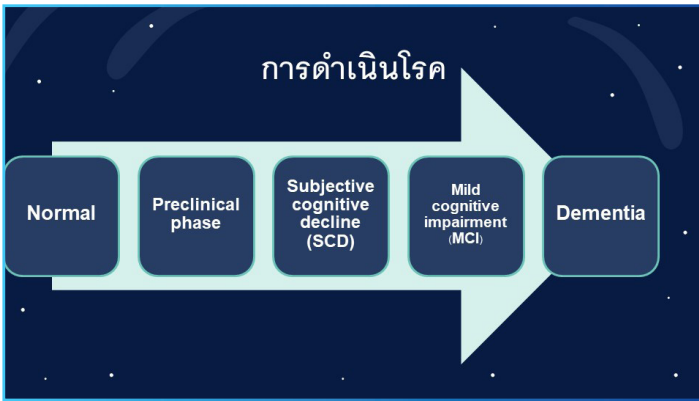 การดำเนินโรค
Normal
Preclinical
phase
Subjective
cognitive
decline
(SCD)
Mild
cognitive
impairment
(MCI)
Dementia